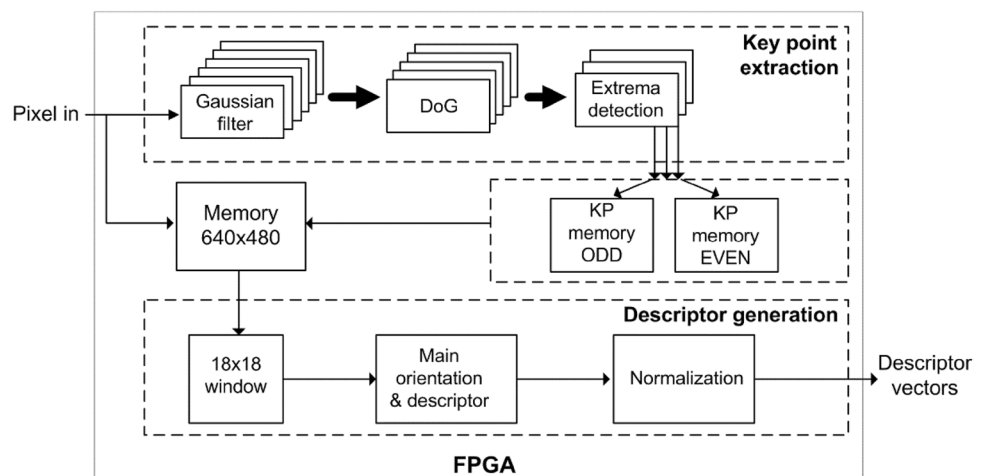 Key point
extraction
Gaussian
filter
DoG
Extrema
detection
Pixel in
Memory
640x480
KP
memory
ODD
KP
memory
EVEN
Descriptor generation
18x18
window
Main
orientation
& descriptor
Normalization
Descriptor
vectors
FPGA